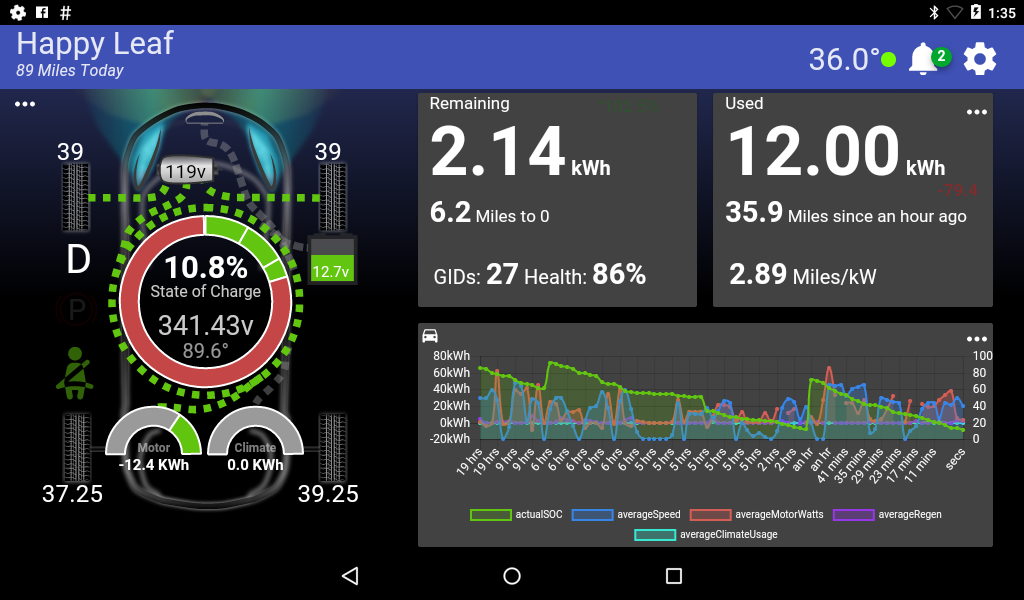 #
1:35
Happy Leaf
89 Miles Today
36.0°
2
39
39
119v
D
P
12.7v
10.8%
State of Charge
341.43v
89.6°
Motor
-12.4 KWh
Climate
0.0 KWh
37.25
39.25
Remaining
2.14 kWh
6.2 Miles to 0
GIDs: 27 Health: 86%
Used
12.00 kWh
-79.4
35.9 Miles since an hour ago
2.89 Miles/kW
80kWh
60kWh
40kWh
20kWh
0kWh
-20kWh
100
80
60
40
20
0
19 hrs
19 hrs
9 hrs
9 hrs
6 hrs
6 hrs
6 hrs
6 hrs
6 hrs
6 hrs
5 hrs
5 hrs
5 hrs
5 hrs
5 hrs
5 hrs
5 hrs
2 hrs
2 hrs
an hr
an hr
41 mins
35 mins
29 mins
23 mins
17 mins
11 mins
secs
actualSOC
averageSpeed
averageMotorWatts
averageRegen
averageClimateUsage